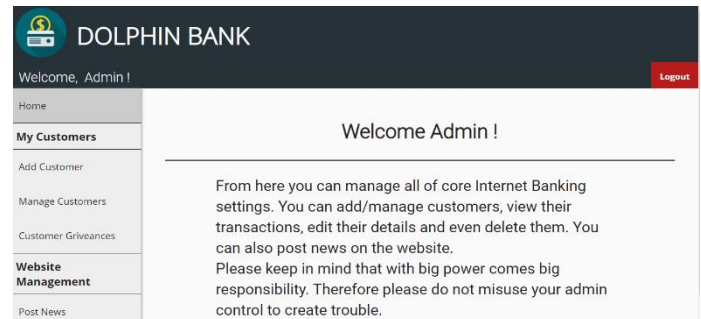 DOLPHIN BANK
Welcome, Admin !
Logout
Home
My Customers
Add Customer
Manage Customers
Customer Griveances
Website
Management
Post News
Welcome Admin !
From here you can manage all of core Internet Banking
settings. You can add/manage customers, view their
transactions, edit their details and even delete them. You
can also post news on the website.
Please keep in mind that with big power comes big
responsibility. Therefore please do not misuse your admin
control to create trouble.